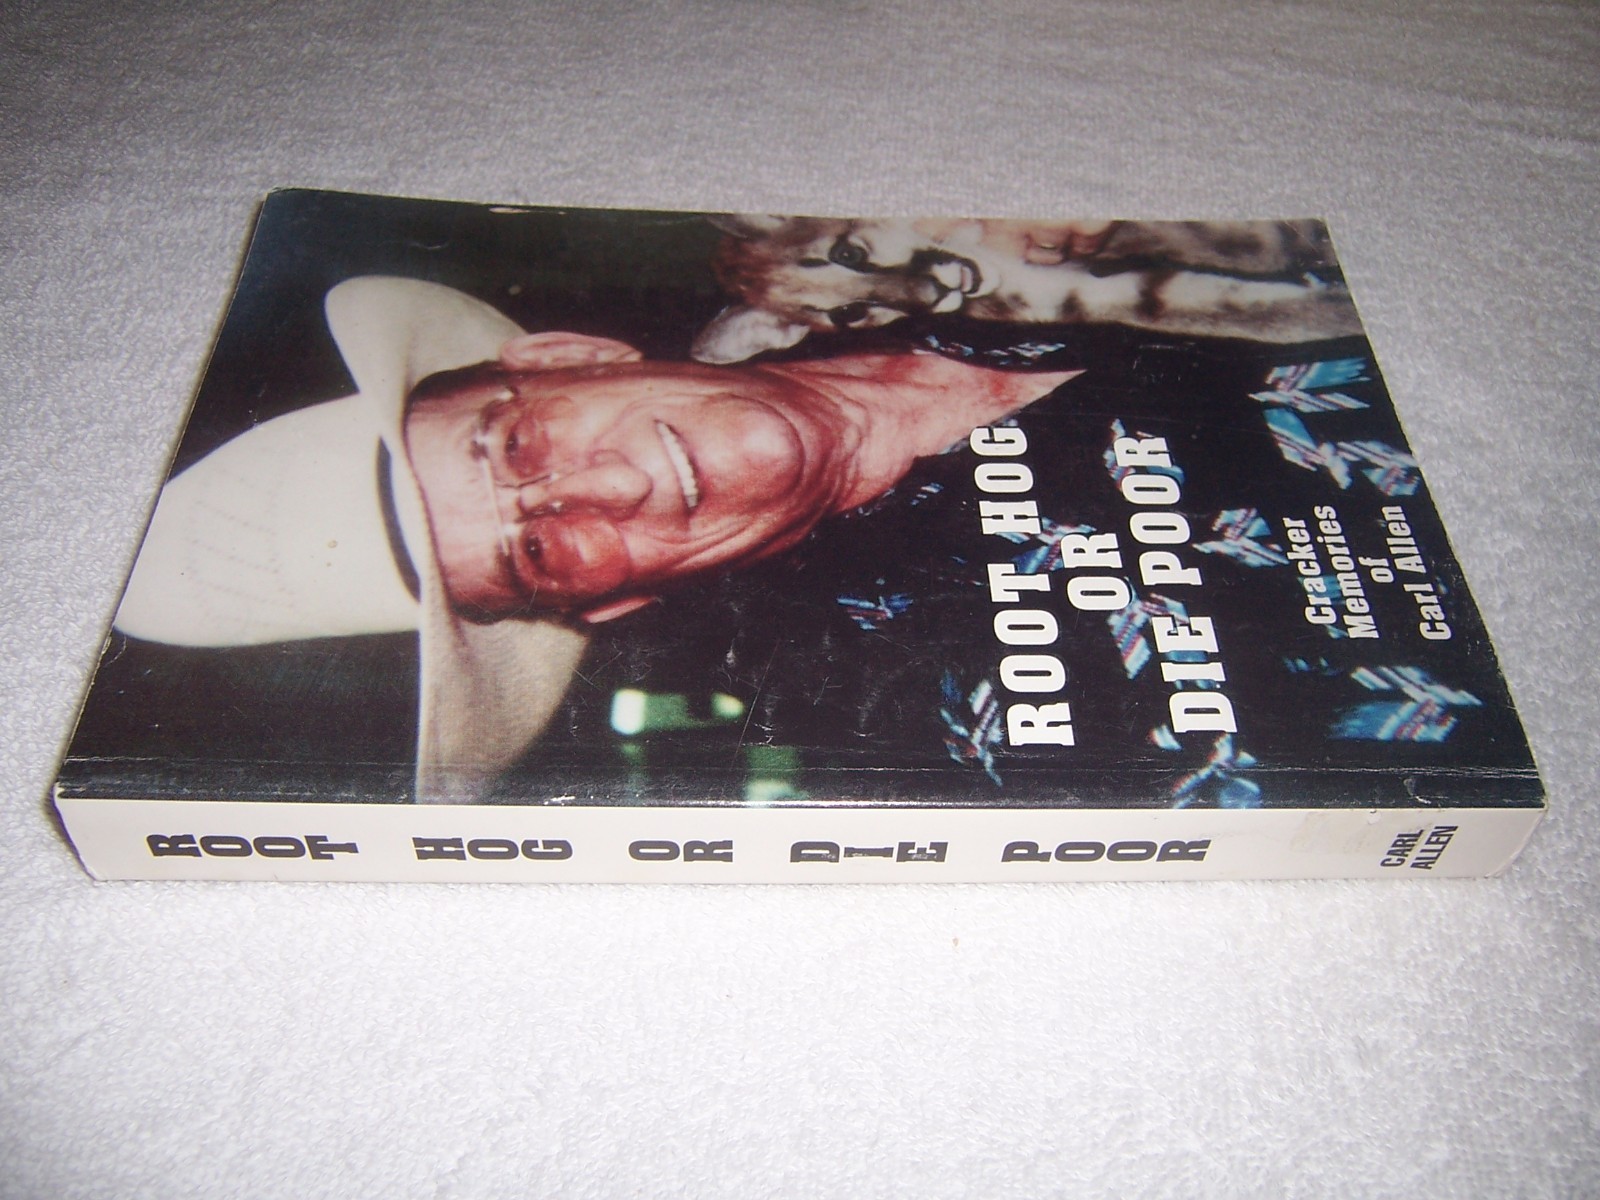 ROOT HOG
OR
DIE POOR
Cracker
Memories
of
Carl Allen
ROOT HOG OR DIE POOR
CARL
ALLEN